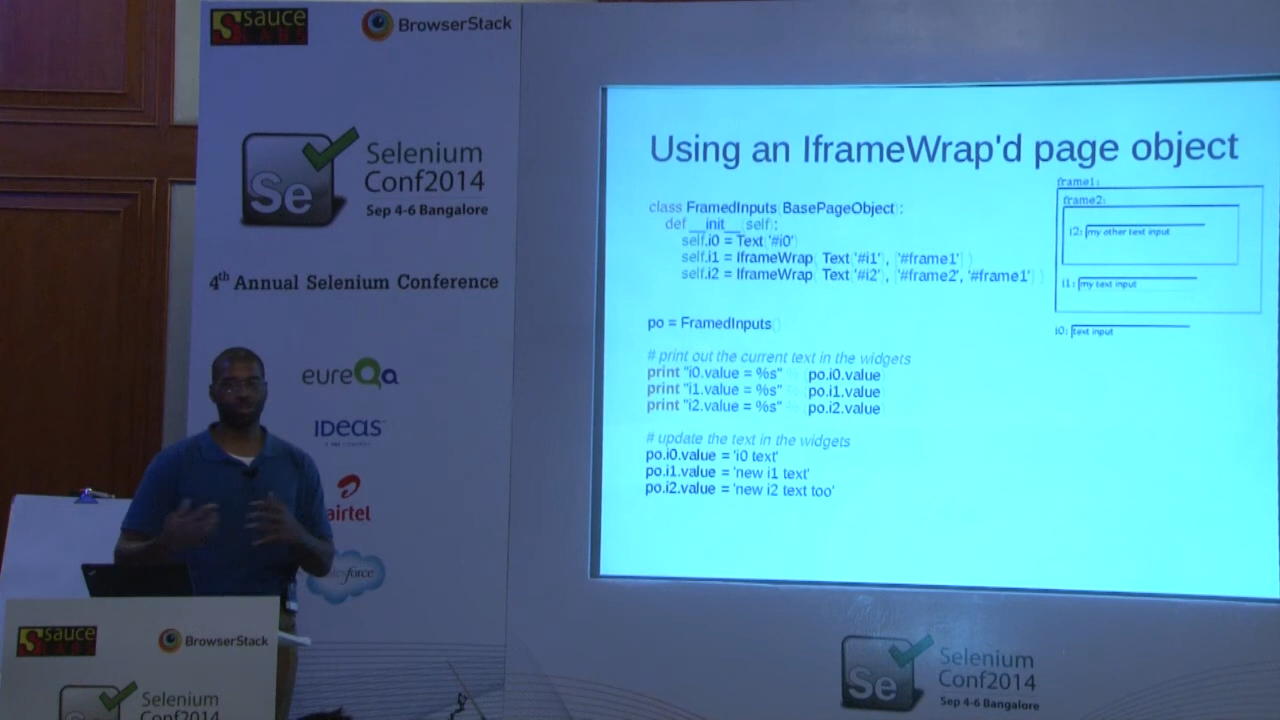 sauce
LABS
BrowserStack
Se
Selenium
Conf2014
Sep 4-6 Bangalore
4th Annual Selenium Conference
eureQa
IDeaS
airtel
force
Using an IframeWrap'd page object
class FramedInputs(BasePageObject):
def __init__(self):
self.i0 = Text('#i0')
self.i1 = IframeWrap( Text('#i1'), ['#frame1'] )
self.i2 = IframeWrap( Text('#i2'), ['#frame2', '#frame1'] )
po = FramedInputs()
# print out the current text in the widgets
print "i0.value = %s" % (po.i0.value)
print "i1.value = %s" % (po.i1.value)
print "i2.value = %s" % (po.i2.value)
# update the text in the widgets
po.i0.value = 'i0 text'
po.i1.value = 'new i1 text'
po.i2.value = 'new i2 text too'
frame1:
frame2:
i2: my other text input
i1: my text input
i0: text input
sauce
LABS
BrowserStack
Se
Selenium
Conf2014
Se
Selenium
Conf2014
Sep 4-6 Bangalore